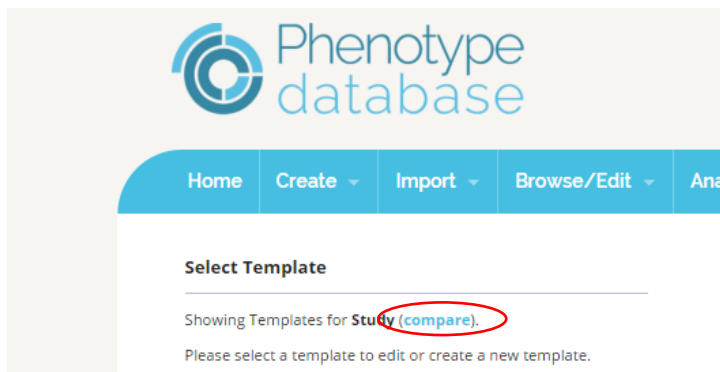 Phenotype
database
Home Create Import Browse/Edit Ana
Select Template
Showing Templates for Study (compare).
Please select a template to edit or create a new template.